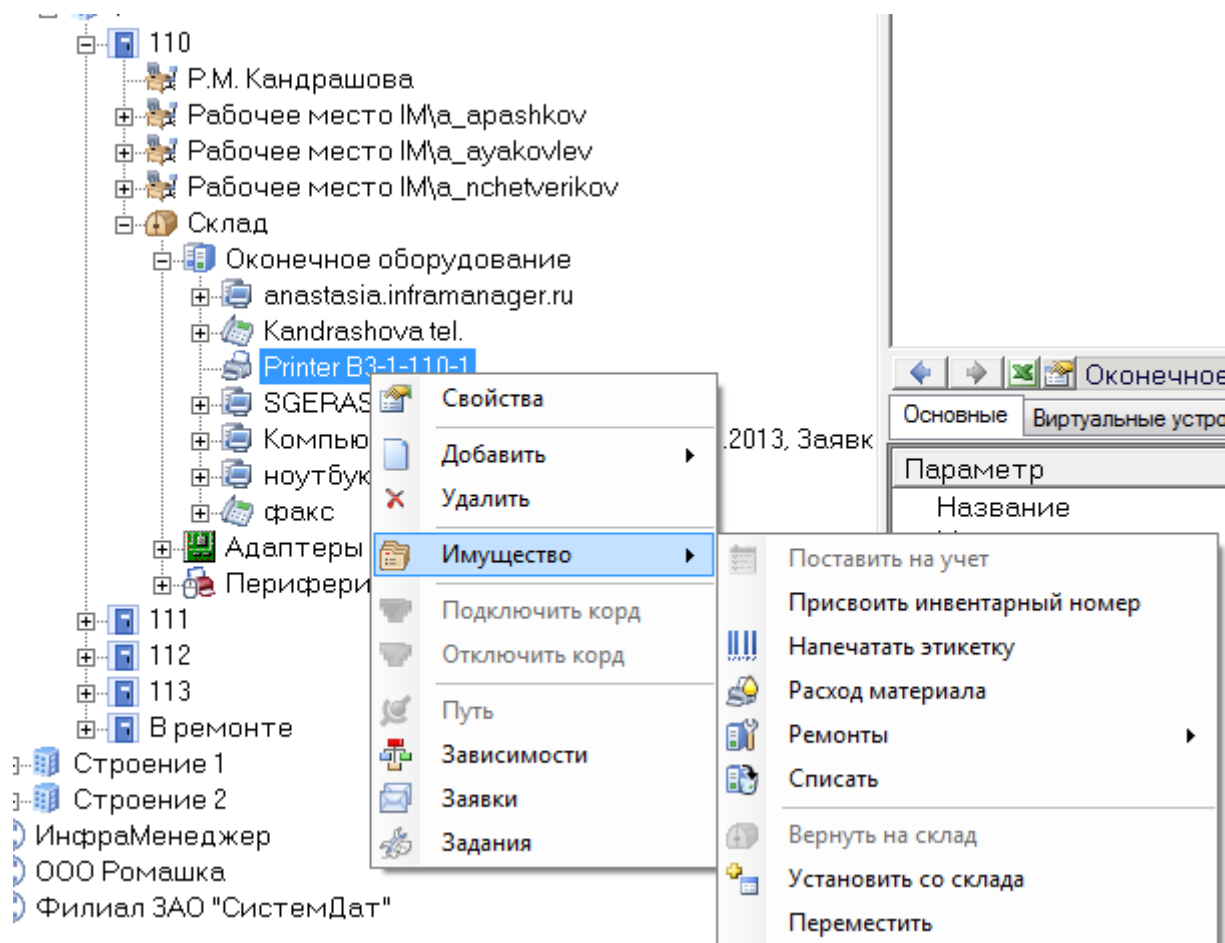 110
Р.М. Кандрашова
Рабочее место IM\a_apashkov
Рабочее место IM\a_ayakovlev
Рабочее место IM\a_nchetverikov
Склад
Оконечное оборудование
anastasia.inframanager.ru
Kandrashova tel.
Printer B3-1-110-1
SGERAS
Компью
.2013, Заявк
ноутбук
факс
Адаптеры
Перифери
111
112
113
В ремонте
Строение 1
Строение 2
ИнфраМенеджер
ООО Ромашка
Филиал ЗАО "СистемДат"
Свойства
Добавить
Удалить
Имущество
Подключить корд
Отключить корд
Путь
Зависимости
Заявки
Задания
Поставить на учет
Присвоить инвентарный номер
Напечатать этикетку
Расход материала
Ремонты
Списать
Вернуть на склад
Установить со склада
Переместить
Оконечное
Основные
Виртуальные устро
Параметр
Название